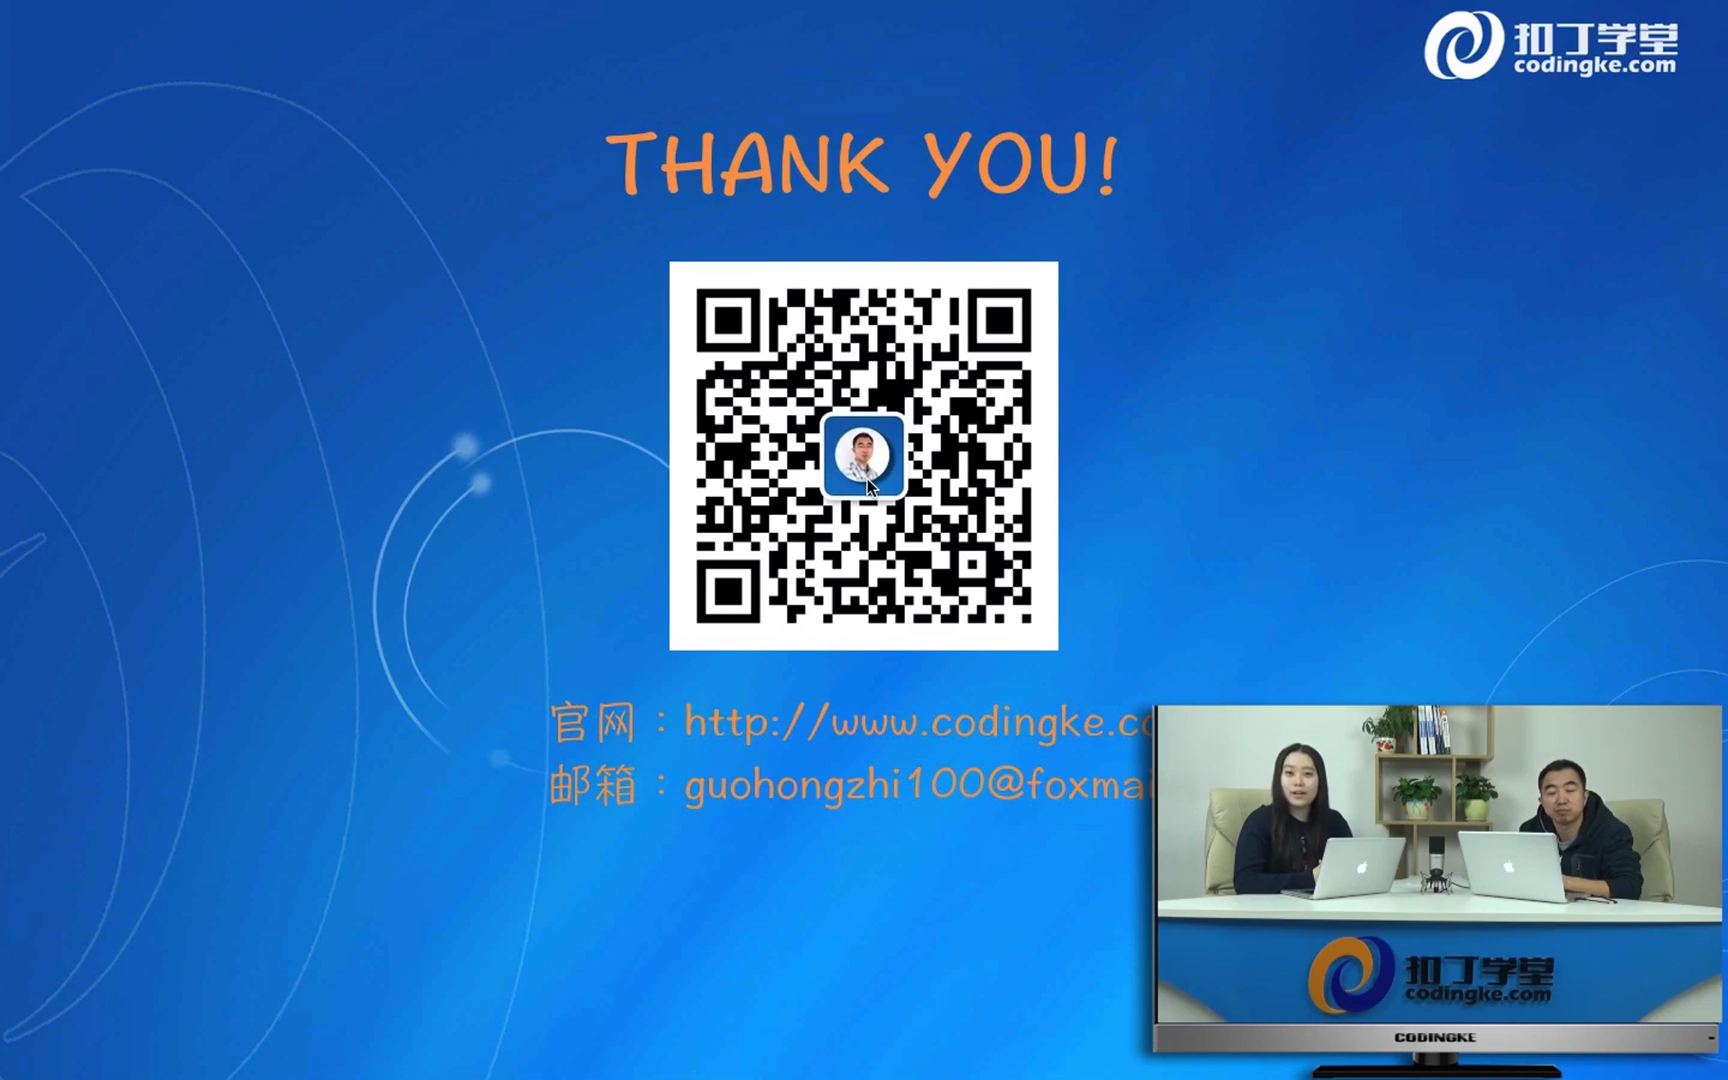 扣丁学堂
codingke.com
THANK YOU!
官网：http://www.codingke.co
邮箱：guohongzhi100@foxmai
扣丁学堂
codingke.com
CODINGKE